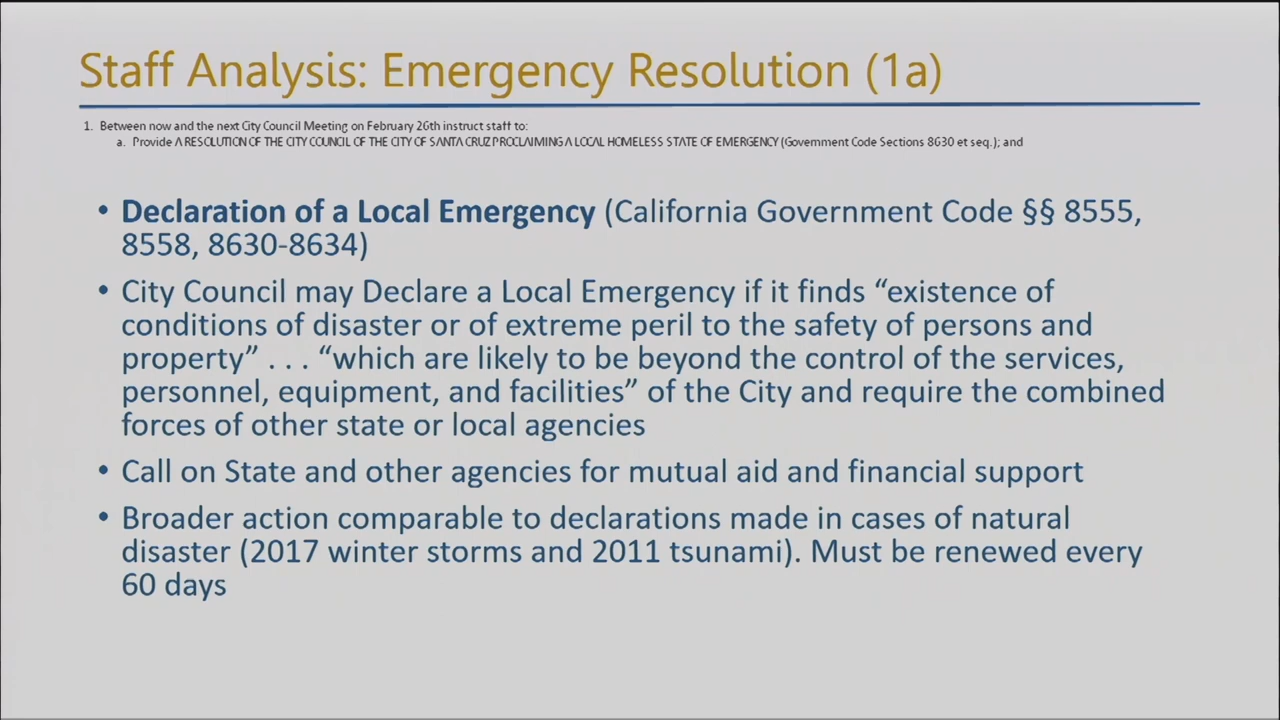 Staff Analysis: Emergency Resolution (1a)
1. Between now and the next City Council Meeting on February 26th instruct staff to:
a. Provide A RESOLUTION OF THE CITY COUNCIL OF THE CITY OF SANTA CRUZ PROCLAIMING A LOCAL HOMELESS STATE OF EMERGENCY (Government Code Sections 8630 et seq.); and
• Declaration of a Local Emergency (California Government Code §§ 8555,
8558, 8630-8634)
• City Council may Declare a Local Emergency if it finds “existence of
conditions of disaster or of extreme peril to the safety of persons and
property” . . . “which are likely to be beyond the control of the services,
personnel, equipment, and facilities” of the City and require the combined
forces of other state or local agencies
• Call on State and other agencies for mutual aid and financial support
• Broader action comparable to declarations made in cases of natural
disaster (2017 winter storms and 2011 tsunami). Must be renewed every
60 days